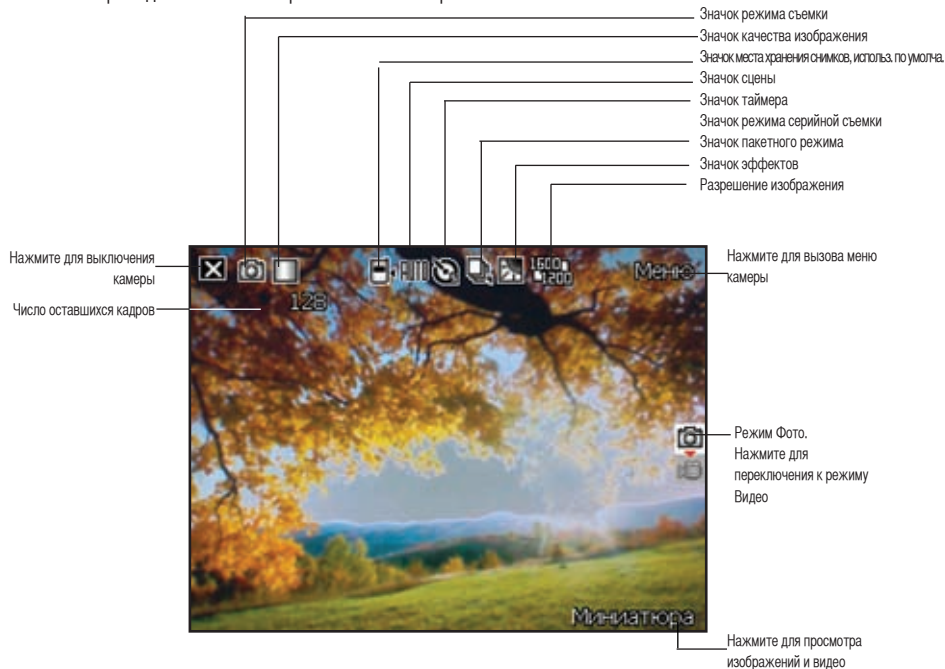 Значок режима съемки
Значок качества изображения
Значок места хранения снимков, использ. по умолча.
Значок сцены
Значок таймера
Значок режима серийной съемки
Значок пакетного режима
Значок эффектов
Разрешение изображения
Нажмите для выключения
камеры
Число оставшихся кадров
1600
1200
Меню
128
Нажмите для вызова меню
камеры
Режим Фото.
Нажмите для
переключения к режиму
Видео
Миниатюра
Нажмите для просмотра
изображений и видео